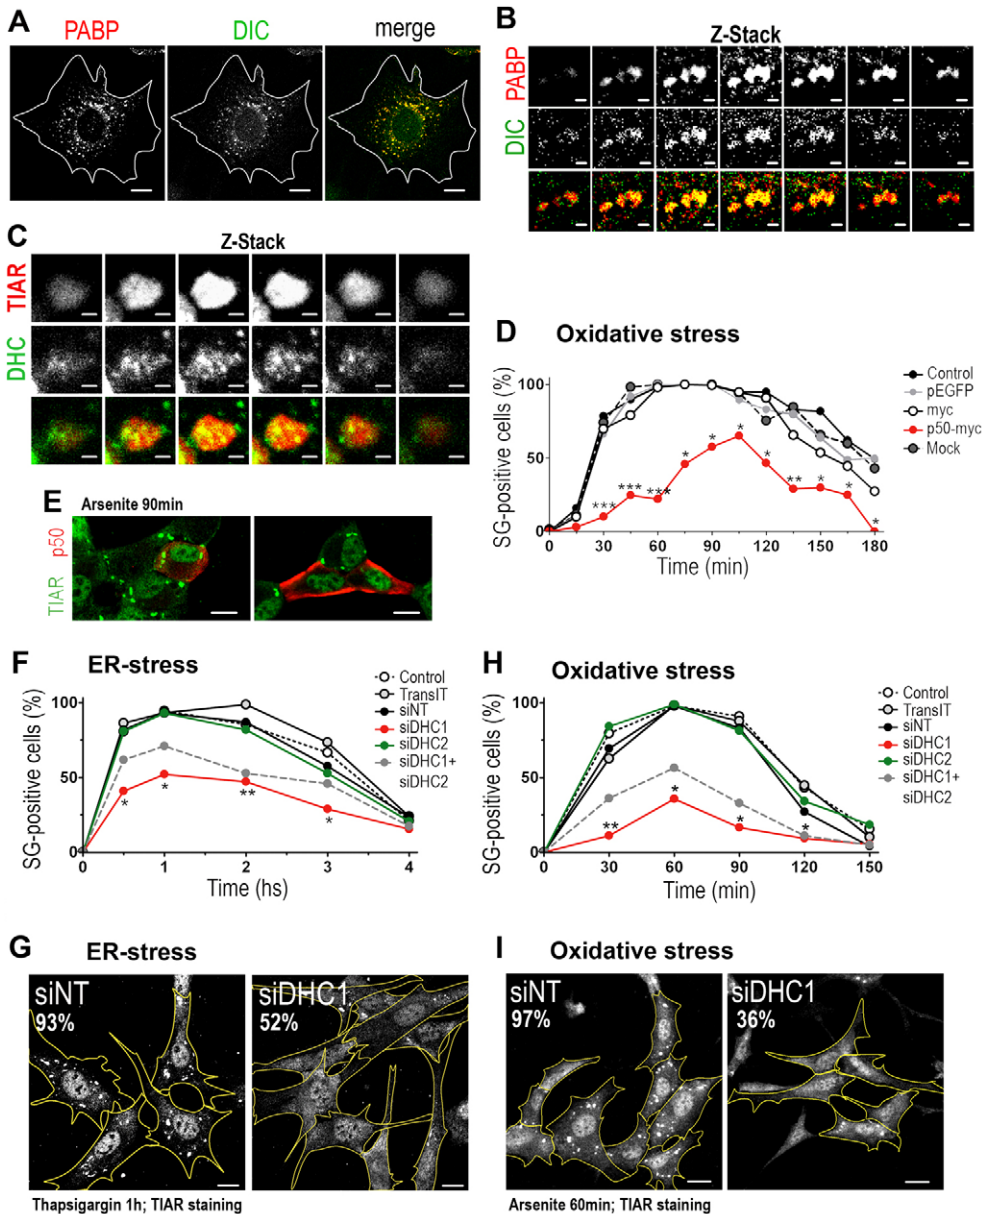 A
PABP
DIC
merge
B
Z-Stack
PABP
DIC
C
Z-Stack
TIAR
DHC
D
Oxidative stress
SG-positive cells (%)
100
50
0
0
30
60
90
120
150
180
Time (min)
***
***
***
*
*
*
*
**
*
*
*
Control
pEGFP
myc
p50-myc
Mock
E
Arsenite 90min
TIAR p50
F
ER-stress
SG-positive cells (%)
100
50
0
0
1
2
3
4
Time (hs)
*
*
**
*
Control
TransIT
siNT
siDHC1
siDHC2
siDHC1+
siDHC2
H
Oxidative stress
SG-positive cells (%)
100
50
0
0
30
60
90
120
150
Time (min)
**
*
*
*
Control
TransIT
siNT
siDHC1
siDHC2
siDHC1+
siDHC2
G
ER-stress
siNT
93%
siDHC1
52%
Thapsigargin 1h; TIAR staining
I
Oxidative stress
siNT
97%
siDHC1
36%
Arsenite 60min; TIAR staining